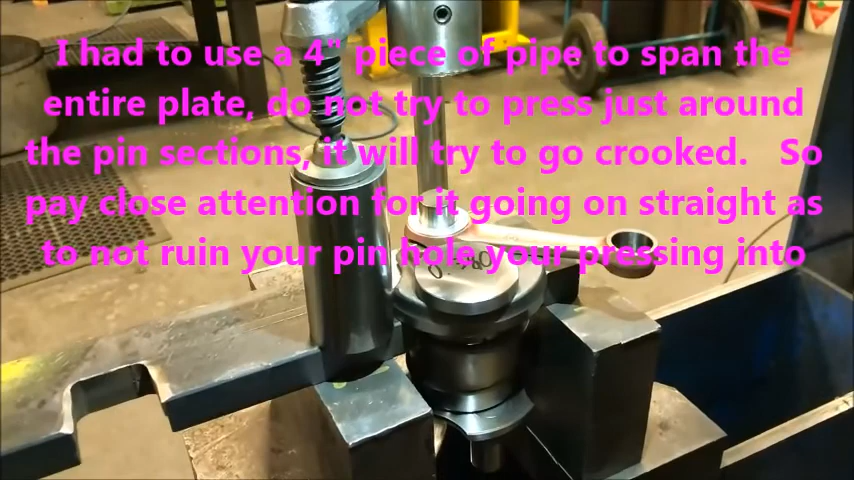 I had to use a 4" piece of pipe to span the
entire plate, do not try to press just around
the pin sections, it will try to go crooked. So
pay close attention for it going on straight as
to not ruin your pin hole your pressing into